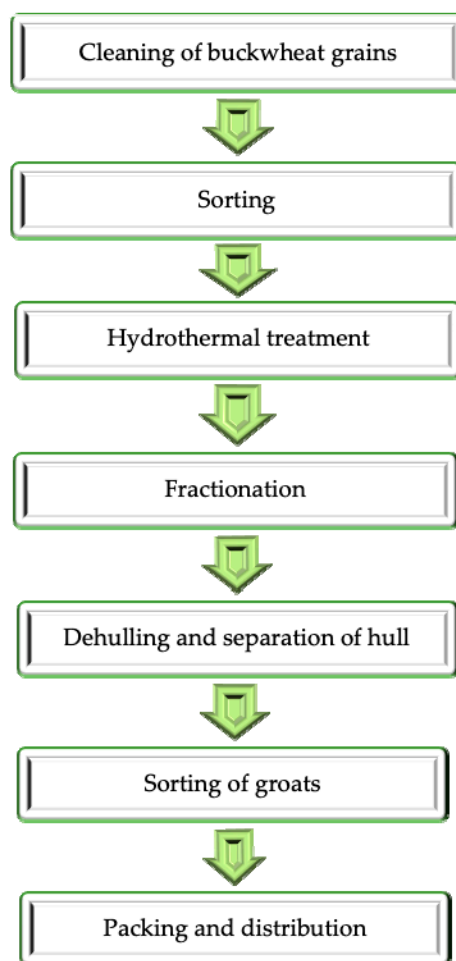 Cleaning of buckwheat grains
Sorting
Hydrothermal treatment
Fractionation
Dehulling and separation of hull
Sorting of groats
Packing and distribution